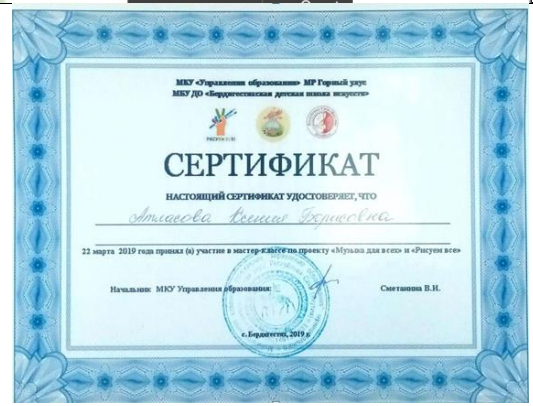 МКУ «Управления образования» МР Горный улус
МБУ ДО «Бердигестяхская детская школа искусств»
СЕРТИФИКАТ
НАСТОЯЩИЙ СЕРТИФИКАТ УДОСТОВЕРЯЕТ, ЧТО
Атласова Ксения Борисовна
22 марта 2019 года принял (а) участие в мастер-классе по проекту «Музыка для всех» и «Рисуем все»
Начальник МКУ Управления образования:
Сметанина В.И.
с. Бердигестях, 2019 г.